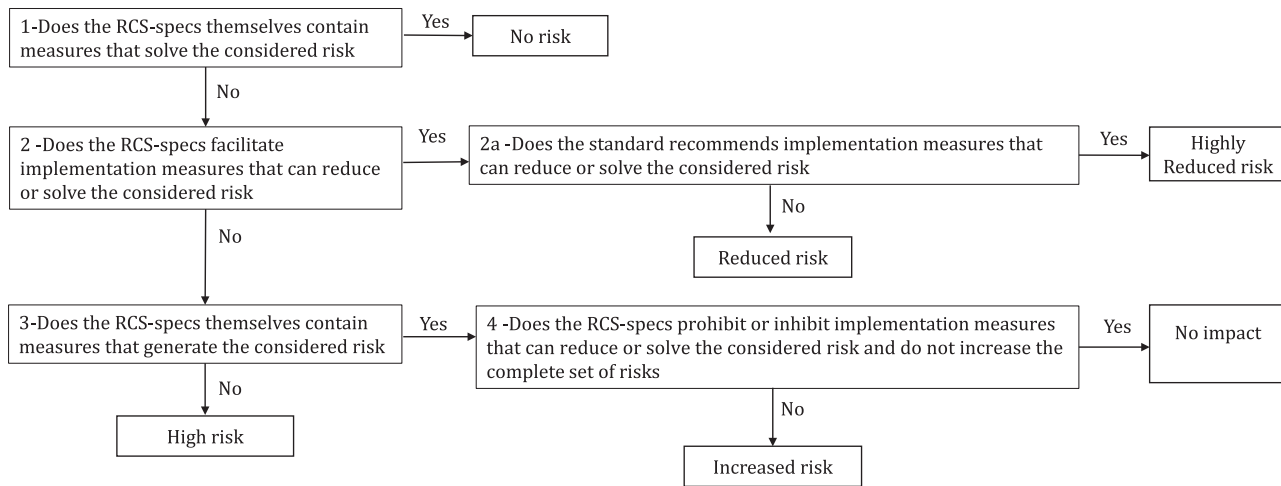 1-Does the RCS-specs themselves contain
measures that solve the considered risk
Yes
No risk
No
2 -Does the RCS-specs facilitate
implementation measures that can reduce
or solve the considered risk
Yes
2a -Does the standard recommends implementation measures that
can reduce or solve the considered risk
Yes
Highly
Reduced risk
No
Reduced risk
No
3-Does the RCS-specs themselves contain
measures that generate the considered risk
Yes
4 -Does the RCS-specs prohibit or inhibit implementation measures
that can reduce or solve the considered risk and do not increase the
complete set of risks
Yes
No impact
No
High risk
No
Increased risk